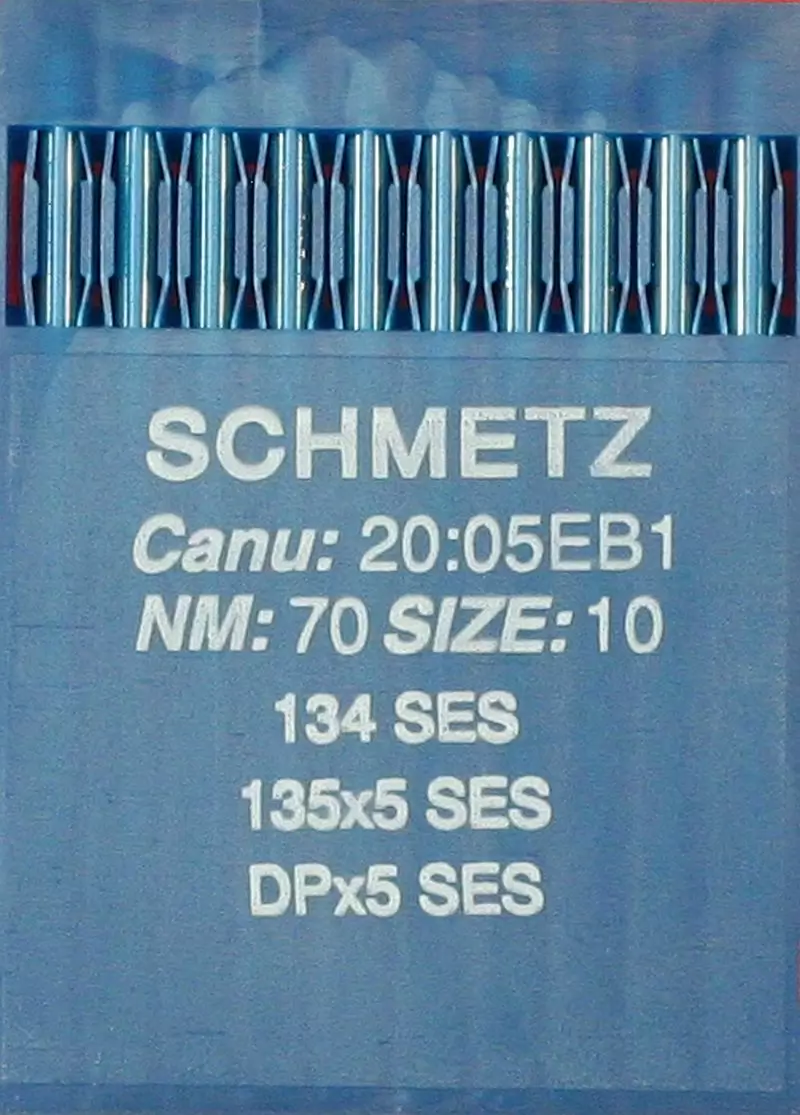 SCHMETZ
Canu: 20:05EB1
NM: 70 SIZE: 10
134 SES
135x5 SES
DPx5 SES